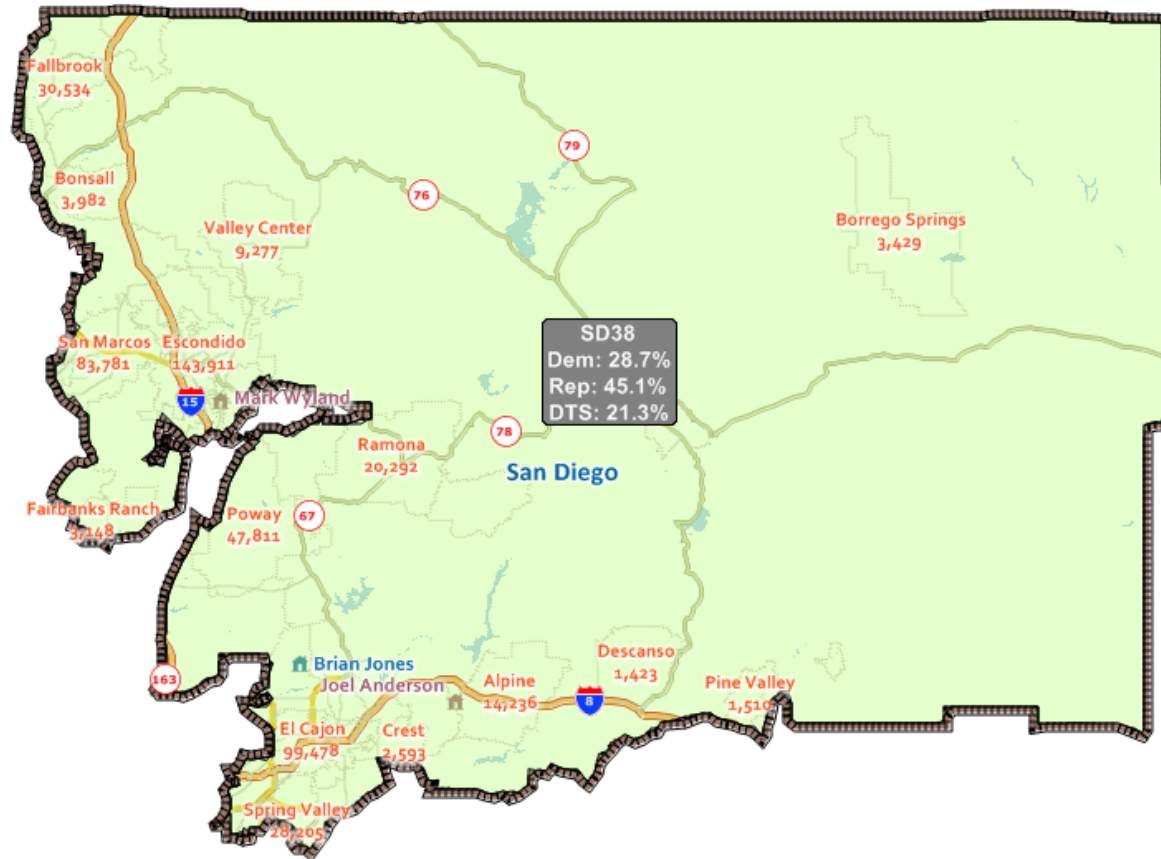 Fallbrook
30,534
79
Bonsall
3,982
76
Valley Center
9,277
Borrego Springs
3,429
SD38
Dem: 28.7%
Rep: 45.1%
DTS: 21.3%
San Marcos
83,781
Escondido
143,911
15
Mark Wyland
78
Ramona
20,292
San Diego
Fairbanks Ranch
3,148
Poway
47,811
67
Brian Jones
Joel Anderson
163
Alpine
14,236
Descanso
1,423
8
Pine Valley
1,510
El Cajon
99,478
Crest
2,593
Spring Valley
28,205